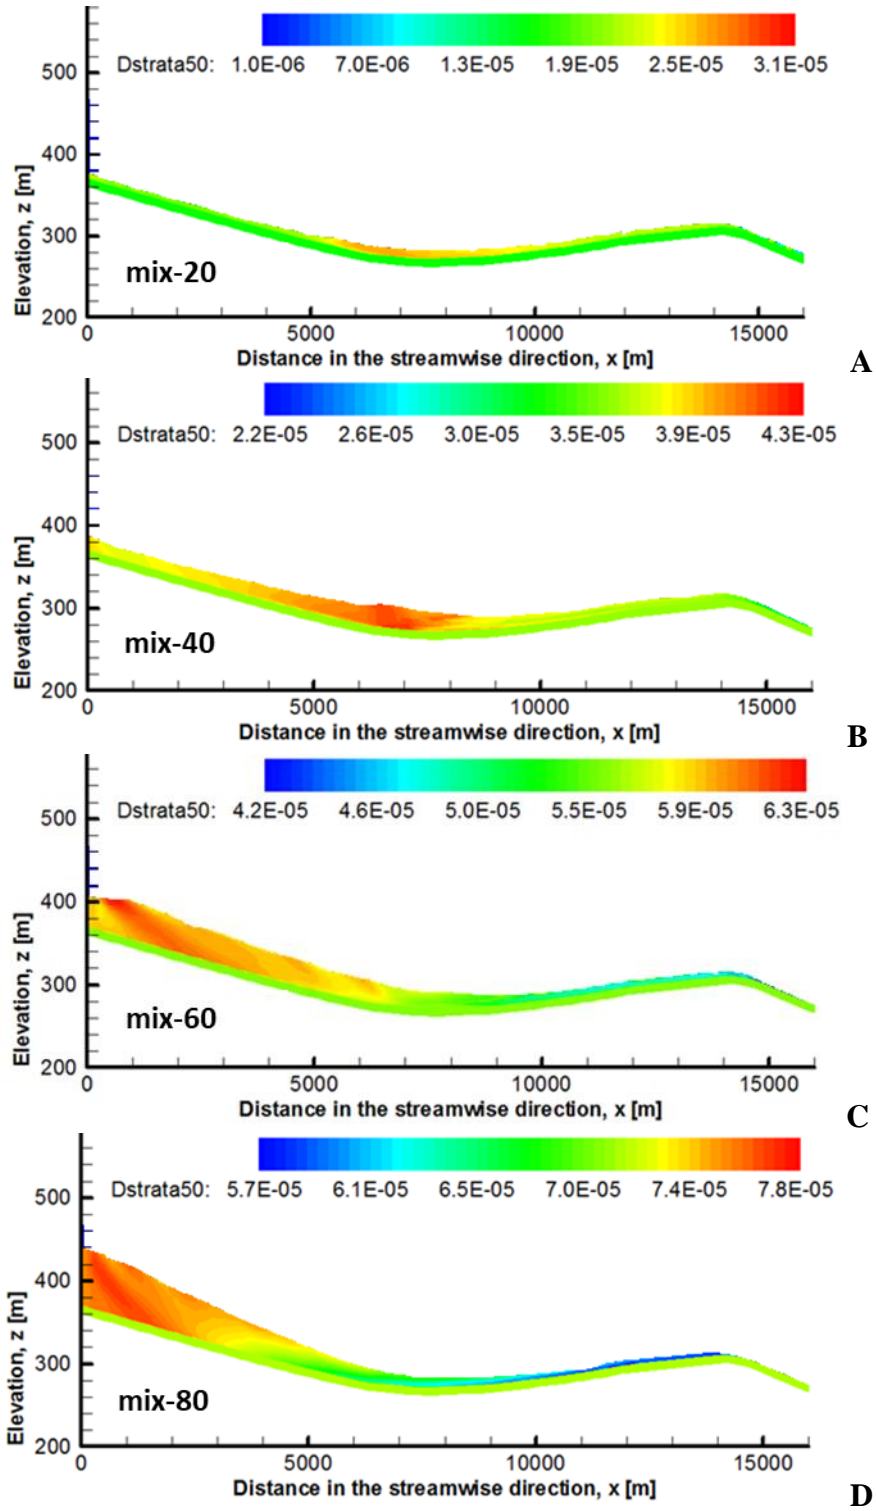 Dstrata50: 1.0E-06 7.0E-06 1.3E-05 1.9E-05 2.5E-05 3.1E-05
500
400
300
200
Elevation, z [m]
mix-20
0 5000 10000 15000
Distance in the streamwise direction, x [m]
A
Dstrata50: 2.2E-05 2.6E-05 3.0E-05 3.5E-05 3.9E-05 4.3E-05
500
400
300
200
Elevation, z [m]
mix-40
0 5000 10000 15000
Distance in the streamwise direction, x [m]
B
Dstrata50: 4.2E-05 4.6E-05 5.0E-05 5.5E-05 5.9E-05 6.3E-05
500
400
300
200
Elevation, z [m]
mix-60
0 5000 10000 15000
Distance in the streamwise direction, x [m]
C
Dstrata50: 5.7E-05 6.1E-05 6.5E-05 7.0E-05 7.4E-05 7.8E-05
500
400
300
200
Elevation, z [m]
mix-80
0 5000 10000 15000
Distance in the streamwise direction, x [m]
D